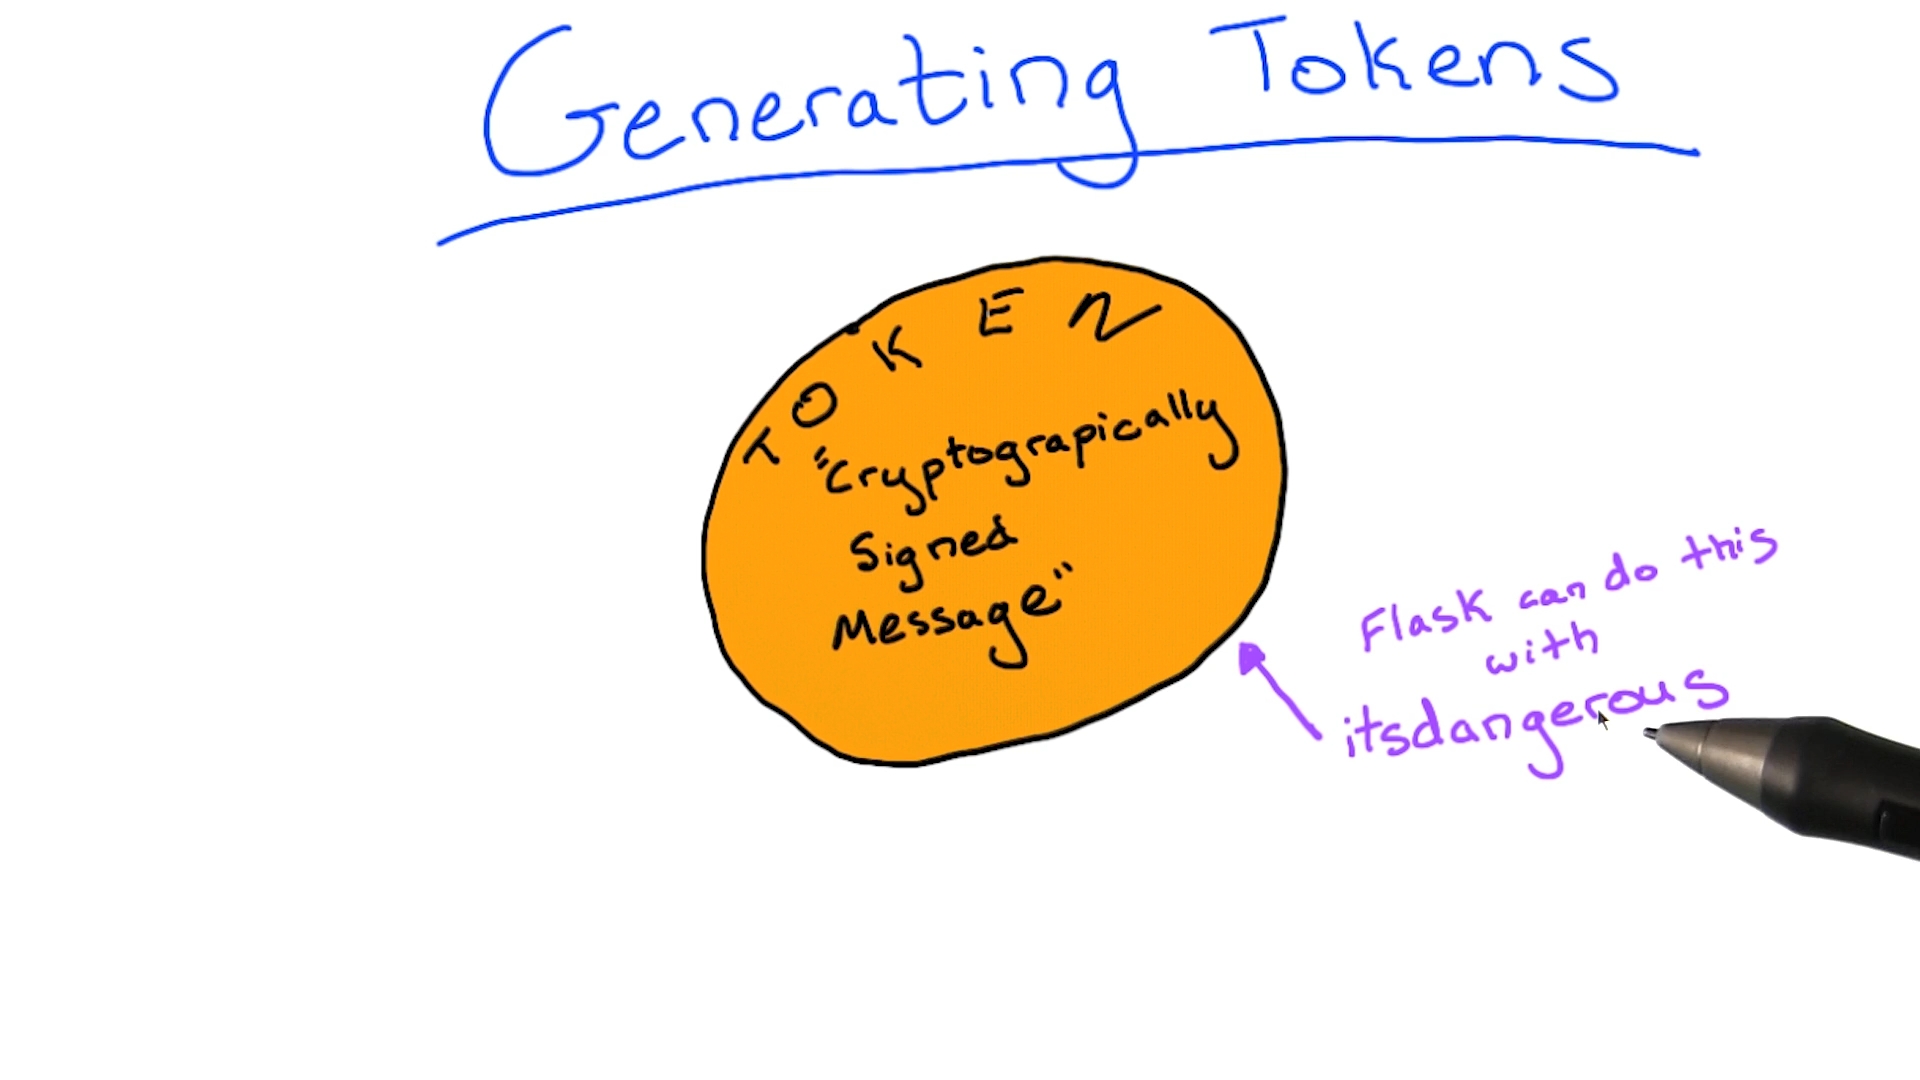 Generating Tokens
TOKEN
"Cryptograpically
Signed
Message"
Flask can do this
with
itsdangerous